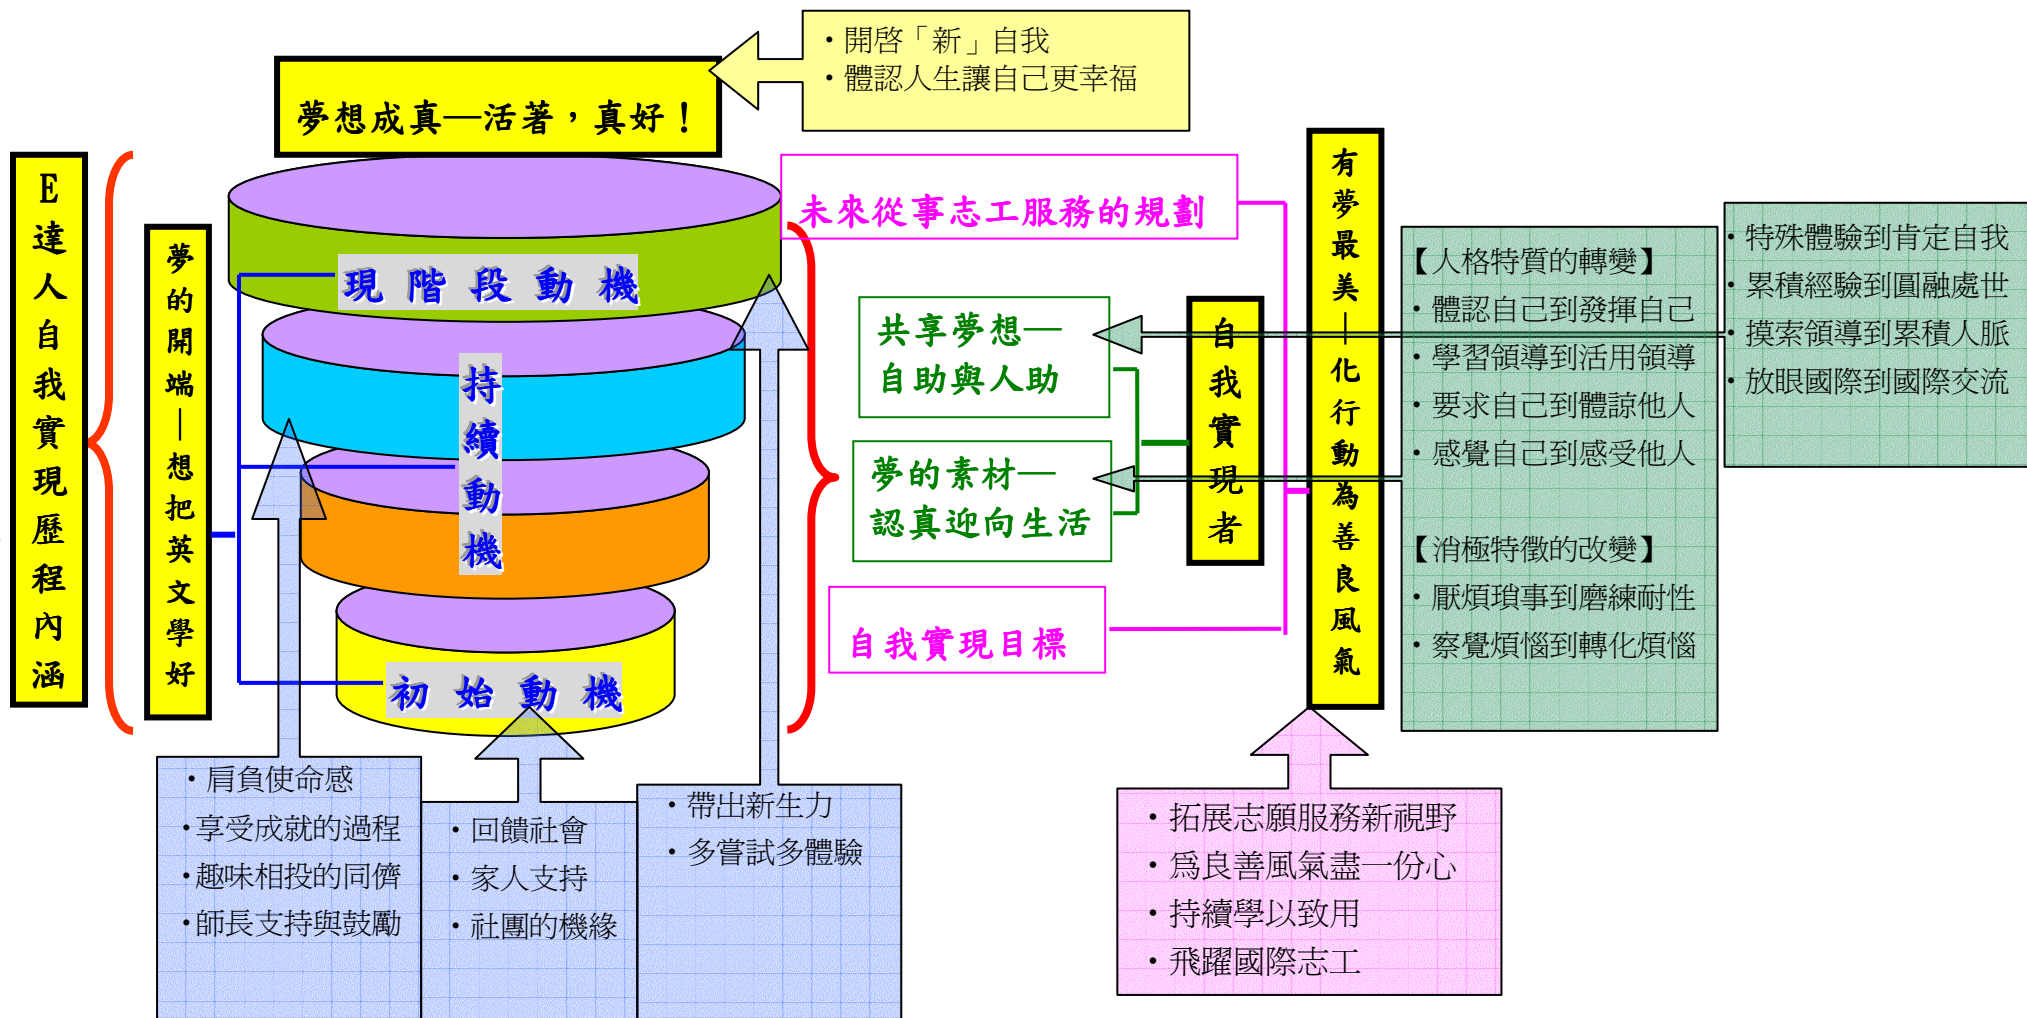 ・開啓「新」自我
・體認人生讓自己更幸福
夢想成真—活著，真好！
E達人自我實現歷程內涵
夢的開端—想把英文學好
現階段動機
持續動機
初始動機
・肩負使命感
・享受成就的過程
・趣味相投的同儕
・師長支持與鼓勵
・回饋社會
・家人支持
・社團的機緣
・帶出新生力
・多嘗試多體驗
未來從事志工服務的規劃
共享夢想—
自助與人助
夢的素材—
認真迎向生活
自我實現目標
自我實現者
有夢最美—化行動為善良風氣
【人格特質的轉變】
・體認自己到發揮自己
・學習領導到活用領導
・要求自己到體諒他人
・感覺自己到感受他人
【消極特徵的改變】
・厭煩瑣事到磨練耐性
・察覺煩惱到轉化煩惱
・特殊體驗到肯定自我
・累積經驗到圓融處世
・摸索領導到累積人脈
・放眼國際到國際交流
・拓展志願服務新視野
・爲良善風氣盡一份心
・持續學以致用
・飛躍國際志工